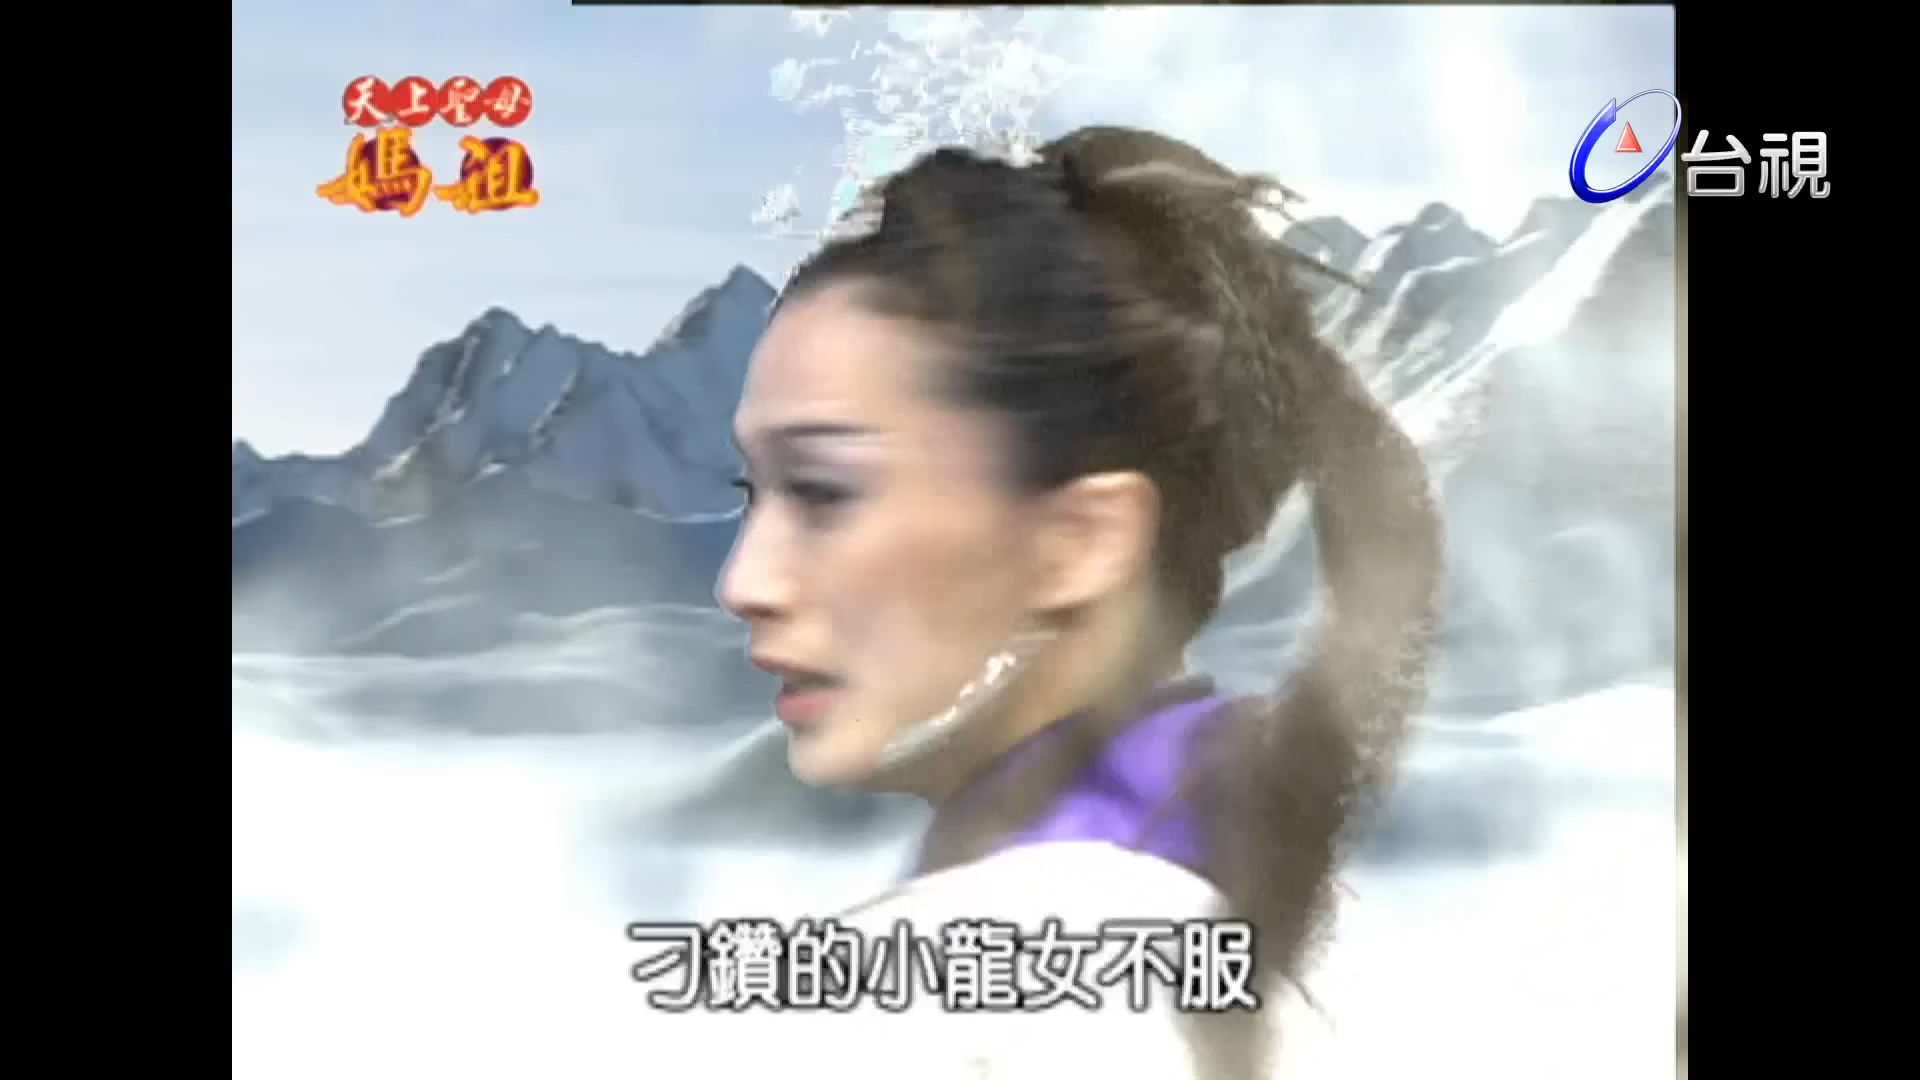 天上聖母
媽祖
台視
刁鑽的小龍女不服